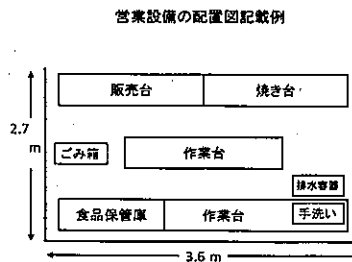 営業設備の配置図記載例
販売台
焼き台
2.7
m
ごみ箱
作業台
排水容器
食品保管庫
作業台
手洗い
3.6 m